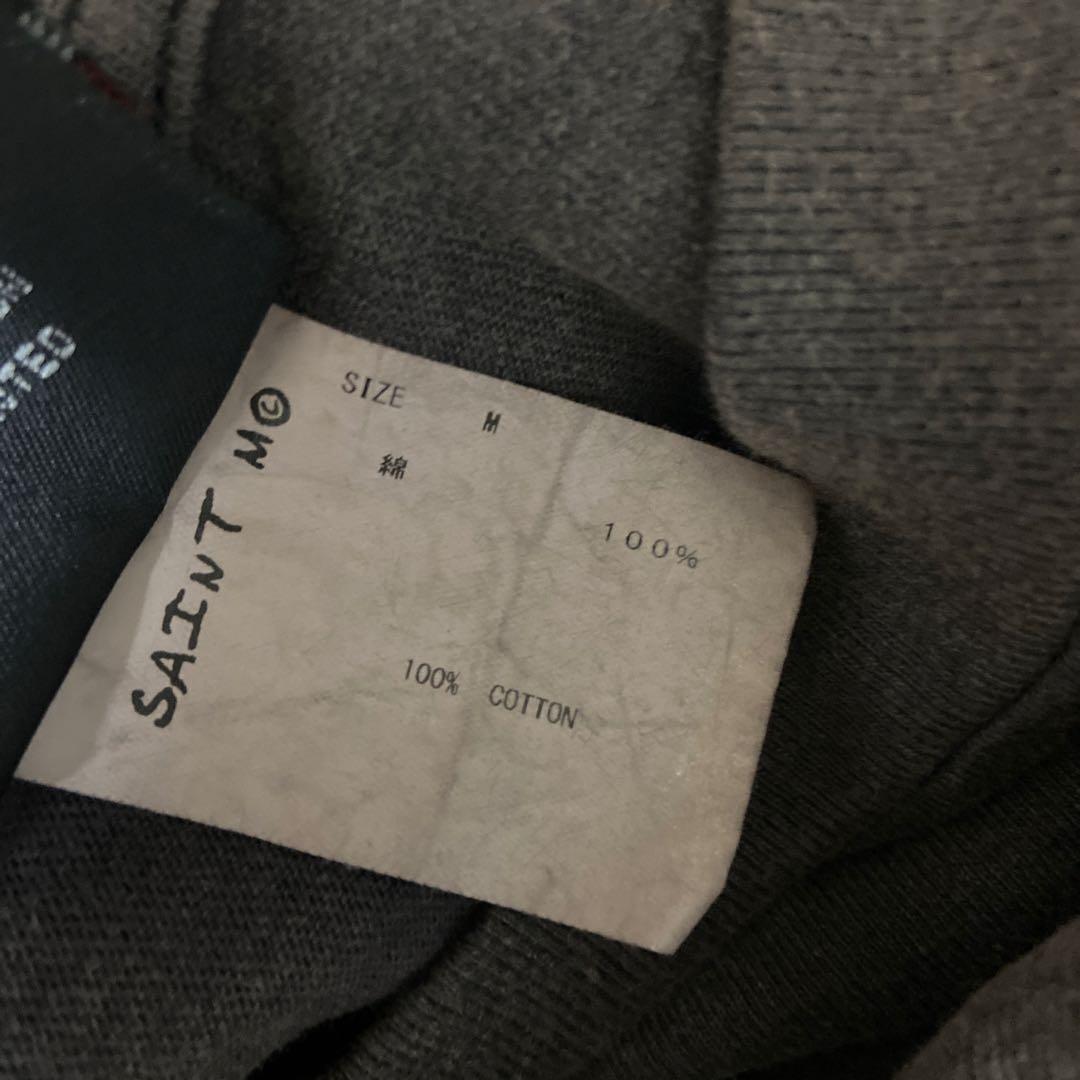 SIZE M
綿 100%
100% COTTON
SAINT M©